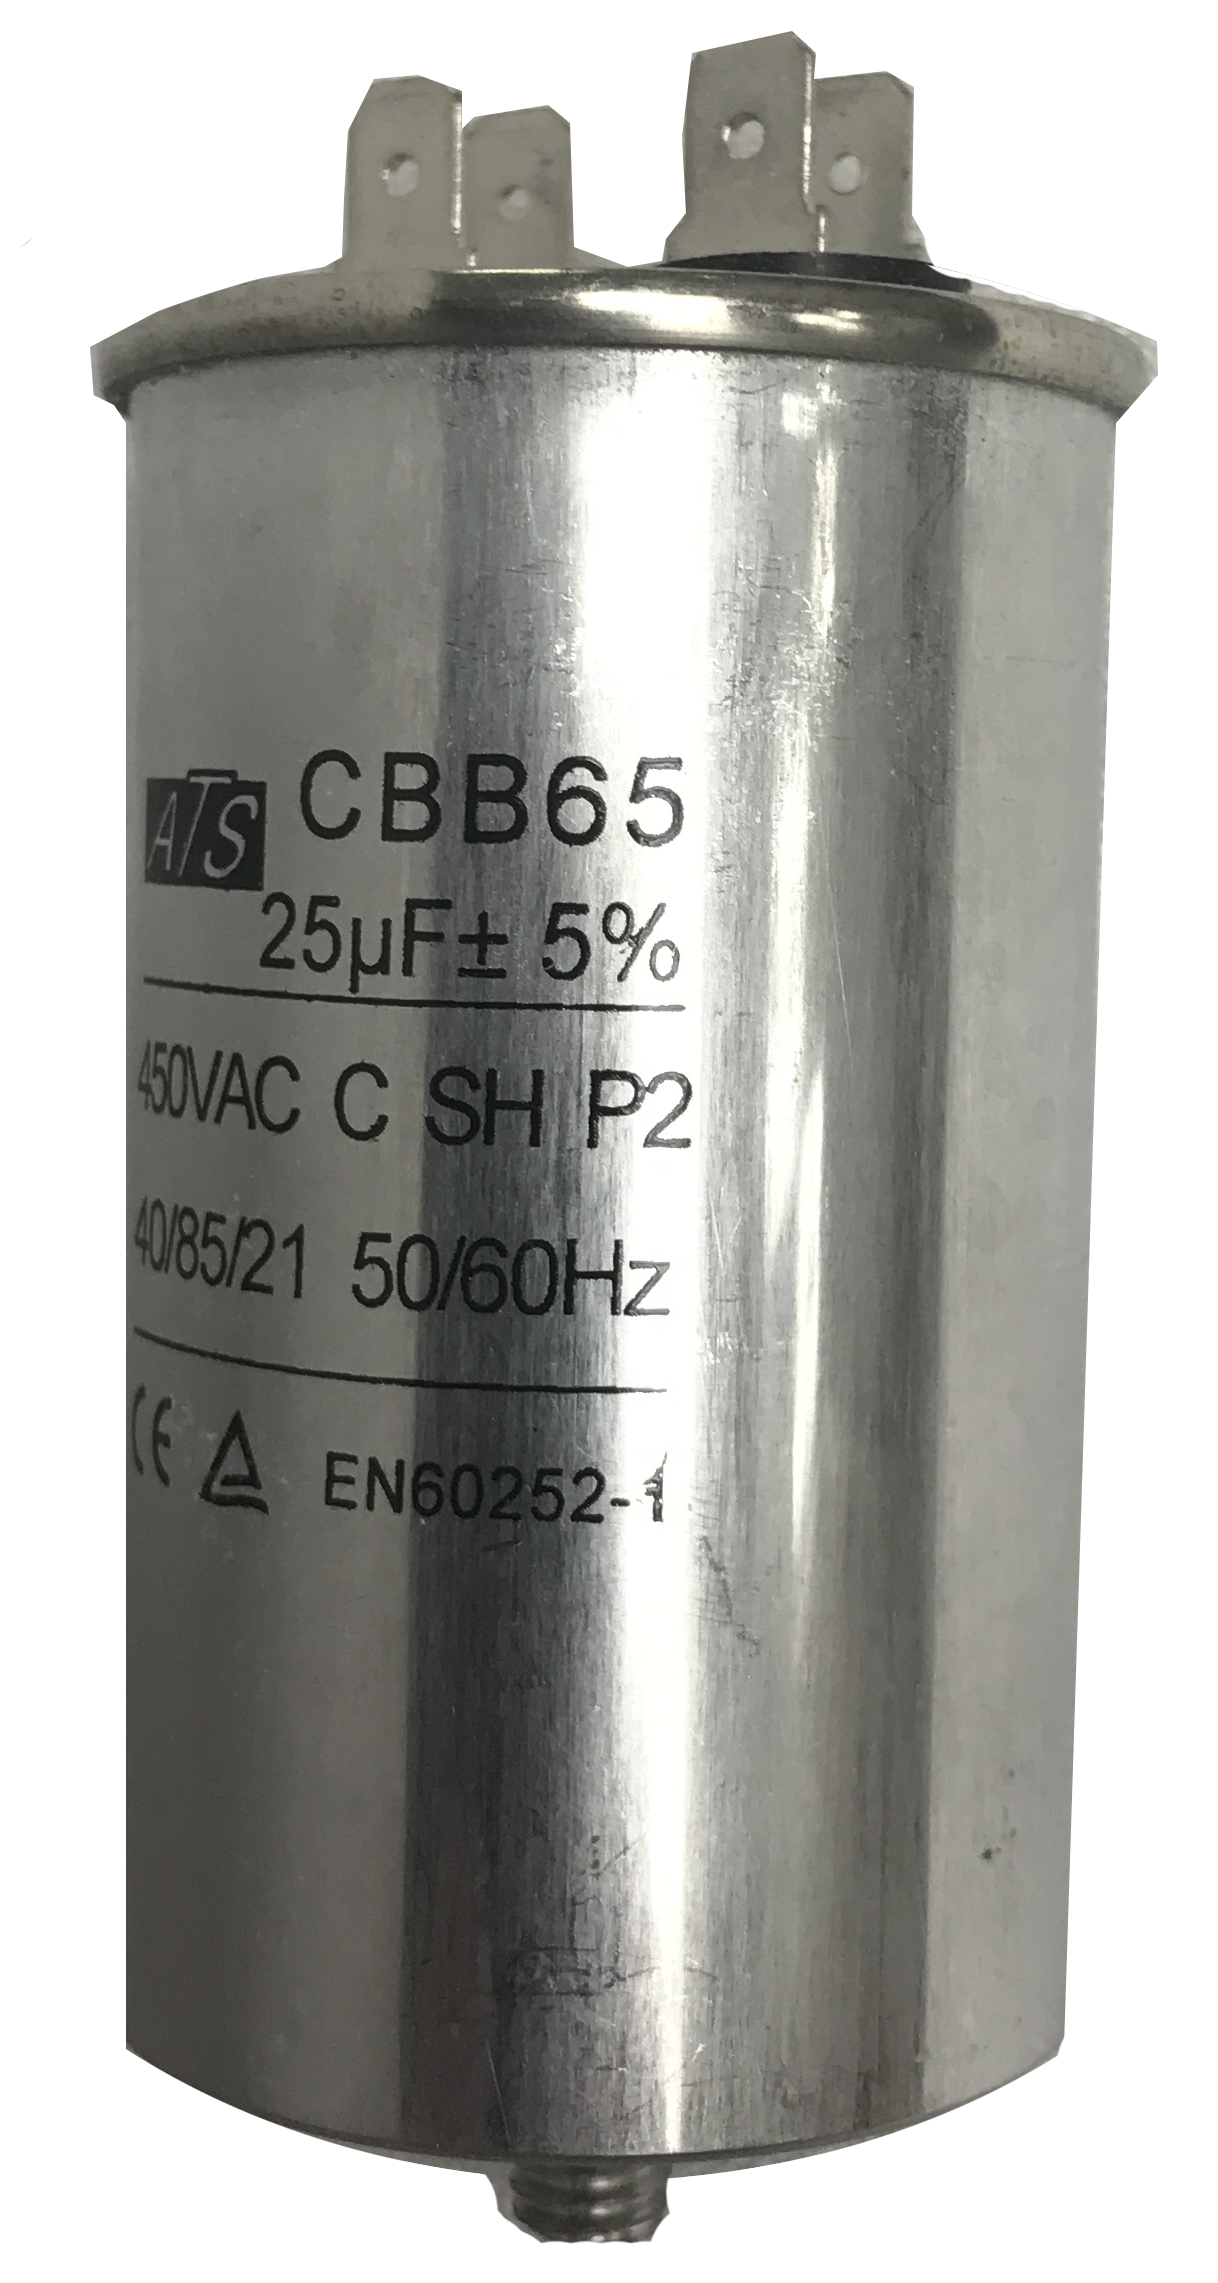 ATS CBB65
25µF± 5%
450VAC C SH P2
40/85/21 50/60Hz
CE EN60252-1